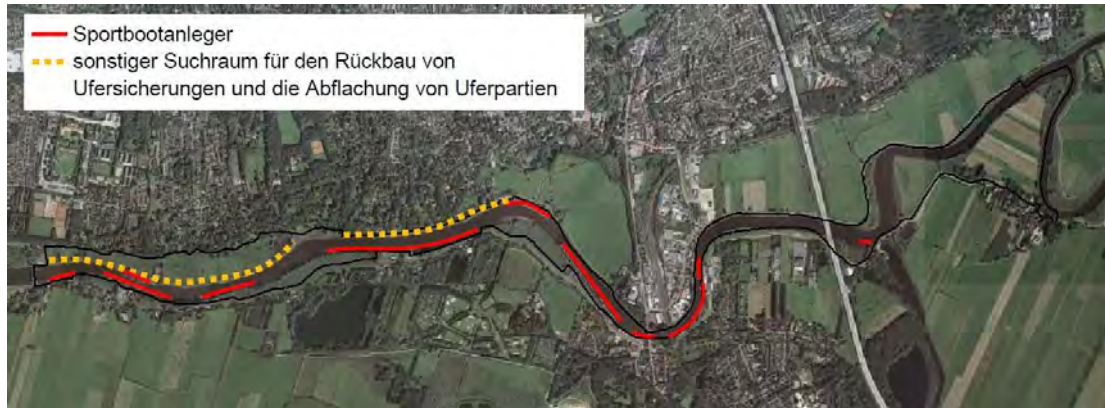 Sportbootanleger
sonstiger Suchraum für den Rückbau von
Ufersicherungen und die Abflachung von Uferpartien